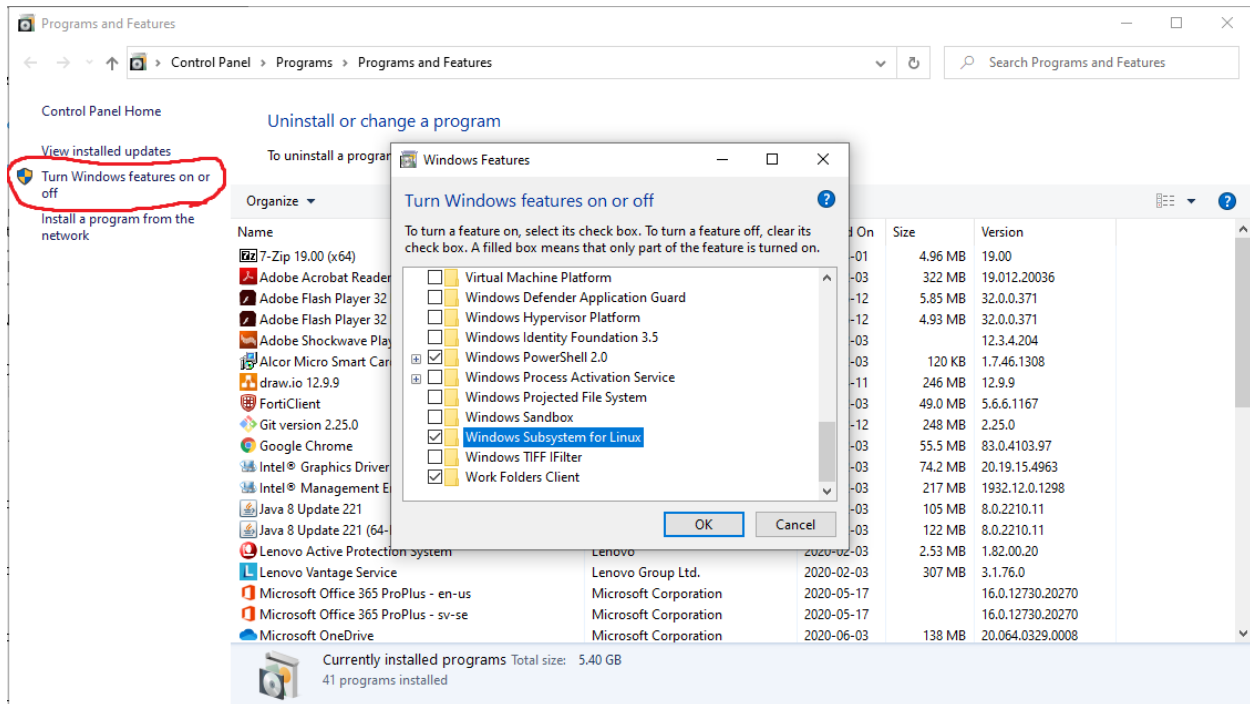 Programs and Features
Control Panel > Programs > Programs and Features
Search Programs and Features
Control Panel Home
View installed updates
Turn Windows features on or
off
Install a program from the
network
Uninstall or change a program
To uninstall a program
Organize
Name
d On Size Version
7-Zip 19.00 (x64) -01 4.96 MB 19.00
Adobe Acrobat Reader -03 322 MB 19.012.20036
Adobe Flash Player 32 -12 5.85 MB 32.0.0.371
Adobe Flash Player 32 -12 4.93 MB 32.0.0.371
Adobe Shockwave Play -03 12.3.4.204
Alcor Micro Smart Car -03 120 KB 1.7.46.1308
draw.io 12.9.9 -11 246 MB 12.9.9
FortiClient -03 49.0 MB 5.6.6.1167
Git version 2.25.0 -12 248 MB 2.25.0
Google Chrome -03 55.5 MB 83.0.4103.97
Intel® Graphics Driver -03 74.2 MB 20.19.15.4963
Intel® Management E -03 217 MB 1932.12.0.1298
Java 8 Update 221 -03 105 MB 8.0.2210.11
Java 8 Update 221 (64- -03 122 MB 8.0.2210.11
Lenovo Active Protection System Lenovo 2020-02-03 2.53 MB 1.82.00.20
Lenovo Vantage Service Lenovo Group Ltd. 2020-02-03 307 MB 3.1.76.0
Microsoft Office 365 ProPlus - en-us Microsoft Corporation 2020-05-17 16.0.12730.20270
Microsoft Office 365 ProPlus - sv-se Microsoft Corporation 2020-05-17 16.0.12730.20270
Microsoft OneDrive Microsoft Corporation 2020-06-03 138 MB 20.064.0329.0008
Currently installed programs Total size: 5.40 GB
41 programs installed
Windows Features
Turn Windows features on or off
To turn a feature on, select its check box. To turn a feature off, clear its
check box. A filled box means that only part of the feature is turned on.
Virtual Machine Platform
Windows Defender Application Guard
Windows Hypervisor Platform
Windows Identity Foundation 3.5
Windows PowerShell 2.0
Windows Process Activation Service
Windows Projected File System
Windows Sandbox
Windows Subsystem for Linux
Windows TIFF IFilter
Work Folders Client
OK Cancel